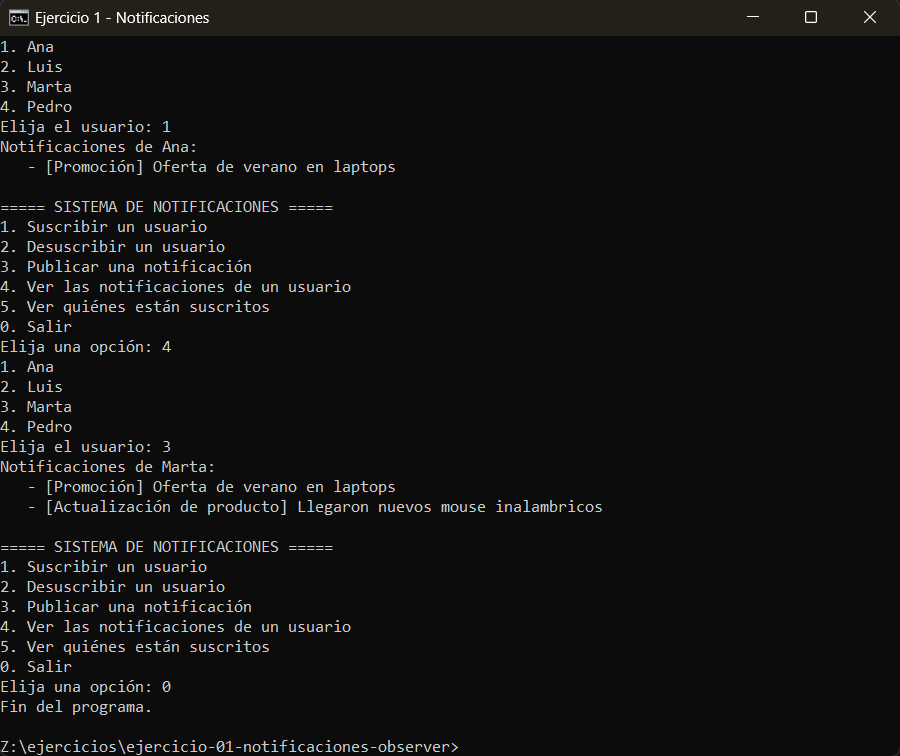 Ejercicio 1 - Notificaciones
1. Ana
2. Luis
3. Marta
4. Pedro
Elija el usuario: 1
Notificaciones de Ana:
   - [Promoción] Oferta de verano en laptops

===== SISTEMA DE NOTIFICACIONES =====
1. Suscribir un usuario
2. Desuscribir un usuario
3. Publicar una notificación
4. Ver las notificaciones de un usuario
5. Ver quiénes están suscritos
0. Salir
Elija una opción: 4
1. Ana
2. Luis
3. Marta
4. Pedro
Elija el usuario: 3
Notificaciones de Marta:
   - [Promoción] Oferta de verano en laptops
   - [Actualización de producto] Llegaron nuevos mouse inalambricos

===== SISTEMA DE NOTIFICACIONES =====
1. Suscribir un usuario
2. Desuscribir un usuario
3. Publicar una notificación
4. Ver las notificaciones de un usuario
5. Ver quiénes están suscritos
0. Salir
Elija una opción: 0
Fin del programa.

Z:\ejercicios\ejercicio-01-notificaciones-observer>